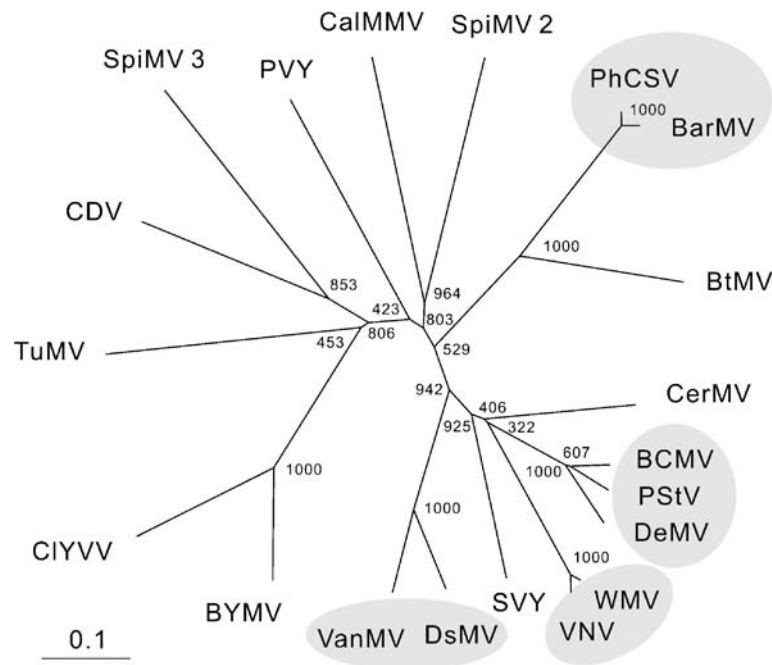 CalMMV
SpiMV 2
SpiMV 3
PVY
PhCSV
1000
BarMV
CDV
1000
853
964
BtMV
423
803
TuMV
453
806
529
942
406
CerMV
925
322
607
BCMV
1000
1000
PStV
1000
DeMV
ClYVV
1000
BYMV
SVY
WMV
VanMV
DsMV
VNV
0.1